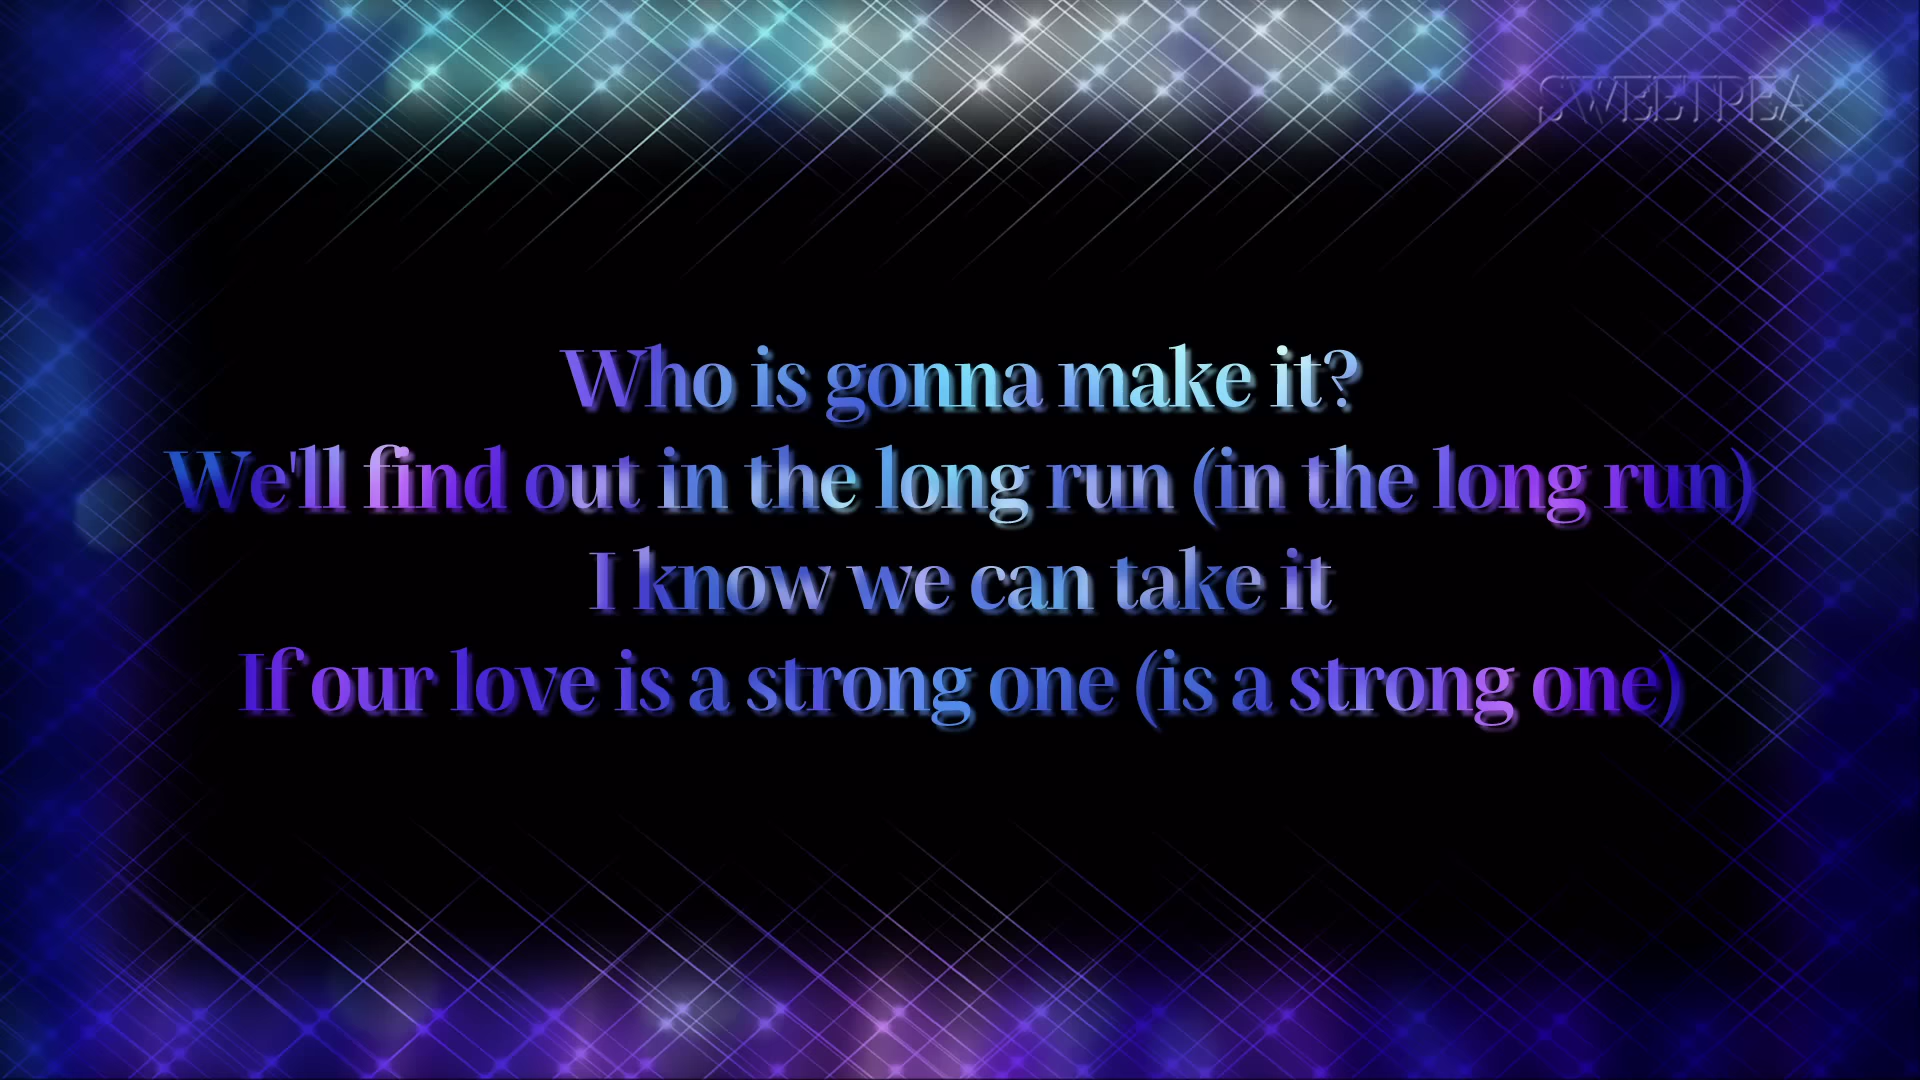 SWEETPEA
Who is gonna make it?
We'll find out in the long run (in the long run)
I know we can take it
If our love is a strong one (is a strong one)